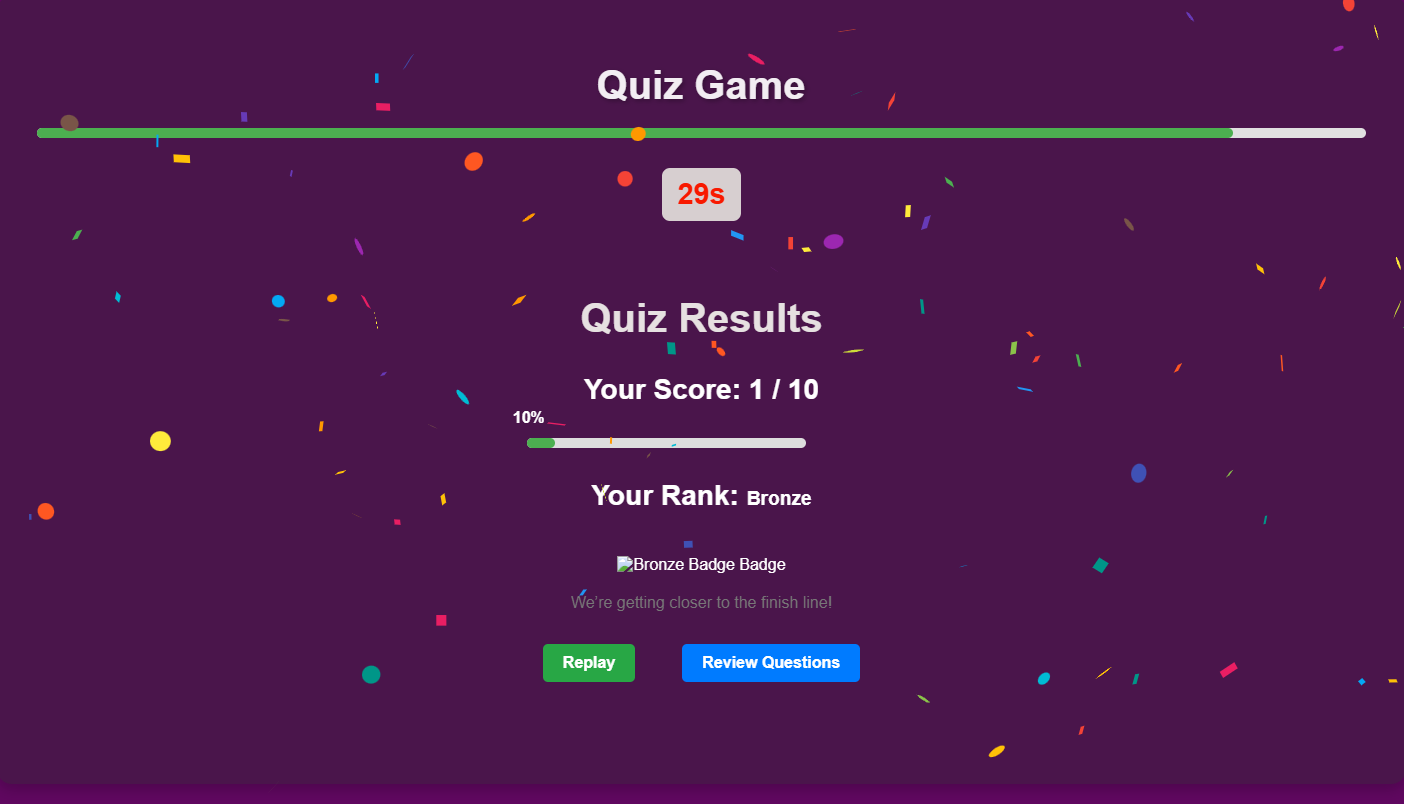 Quiz Game
29s
Quiz Results
Your Score: 1 / 10
10%
Your Rank: Bronze
Bronze Badge Badge
We're getting closer to the finish line!
Replay Review Questions